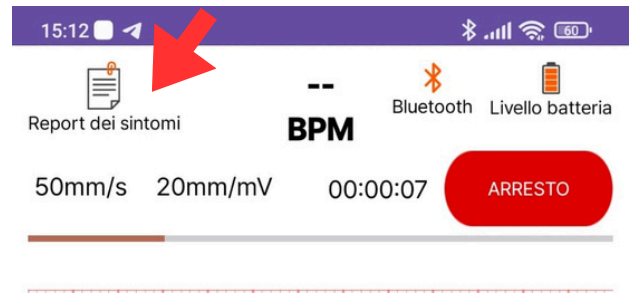 15:12 60
Report dei sintomi
--
BPM
Bluetooth
Livello batteria
50mm/s 20mm/mV 00:00:07 ARRESTO